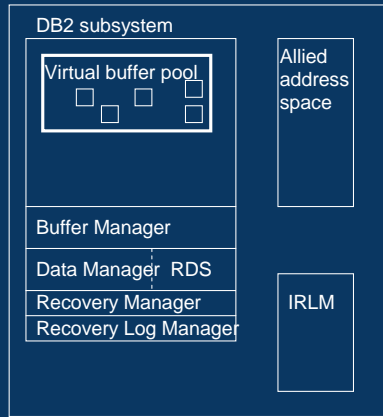 DB2 subsystem
Virtual buffer pool
Buffer Manager
Data Manager RDS
Recovery Manager
Recovery Log Manager
Allied
address
space
IRLM